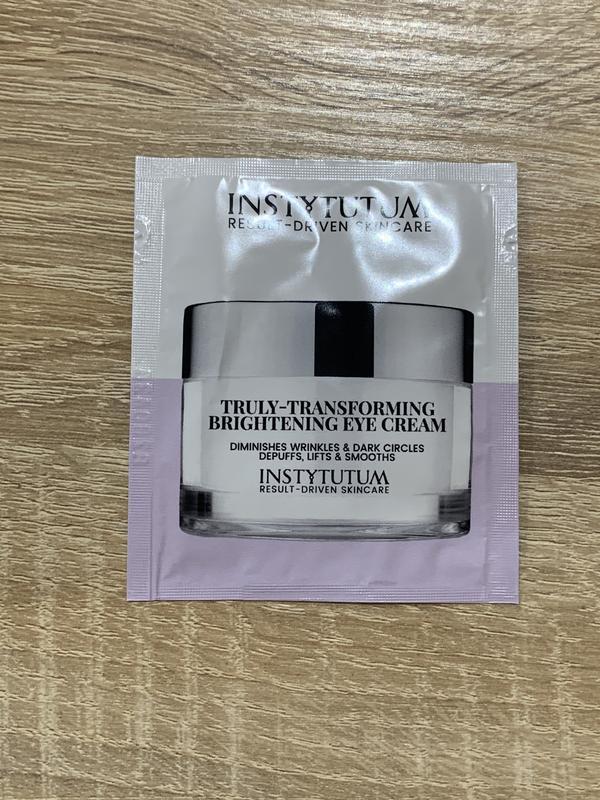 INSTYTUTUM
RESULT-DRIVEN SKINCARE
TRULY-TRANSFORMING
BRIGHTENING EYE CREAM
DIMINISHES WRINKLES & DARK CIRCLES
DEPUFFS, LIFTS & SMOOTHS
INSTYTUTUM
RESULT-DRIVEN SKINCARE